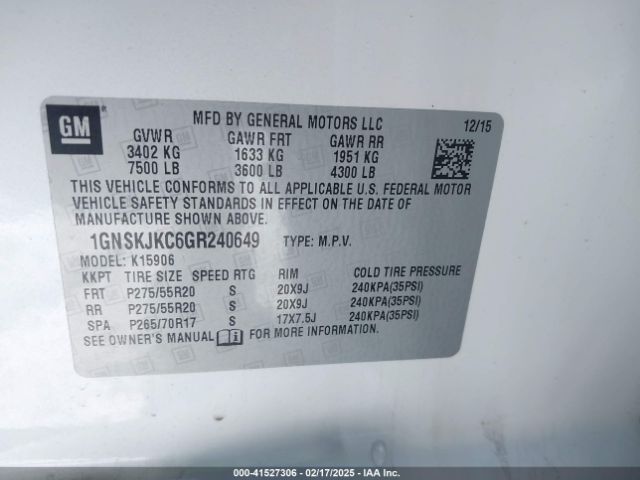 GM
MFD BY GENERAL MOTORS LLC 12/15
GVWR GAWR FRT GAWR RR
3402 KG 1633 KG 1951 KG
7500 LB 3600 LB 4300 LB
THIS VEHICLE CONFORMS TO ALL APPLICABLE U.S. FEDERAL MOTOR
VEHICLE SAFETY STANDARDS IN EFFECT ON THE DATE OF
MANUFACTURE SHOWN ABOVE.
1GNSKJKC6GR240649 TYPE: M.P.V.
MODEL: K15906
KKPT TIRE SIZE SPEED RTG RIM COLD TIRE PRESSURE
FRT P275/55R20 S 20X9J 240KPA(35PSI)
RR P275/55R20 S 20X9J 240KPA(35PSI)
SPA P265/70R17 S 17X7.5J 240KPA(35PSI)
SEE OWNER'S MANUAL FOR MORE INFORMATION.
000-41527306 - 02/17/2025 - IAA Inc.